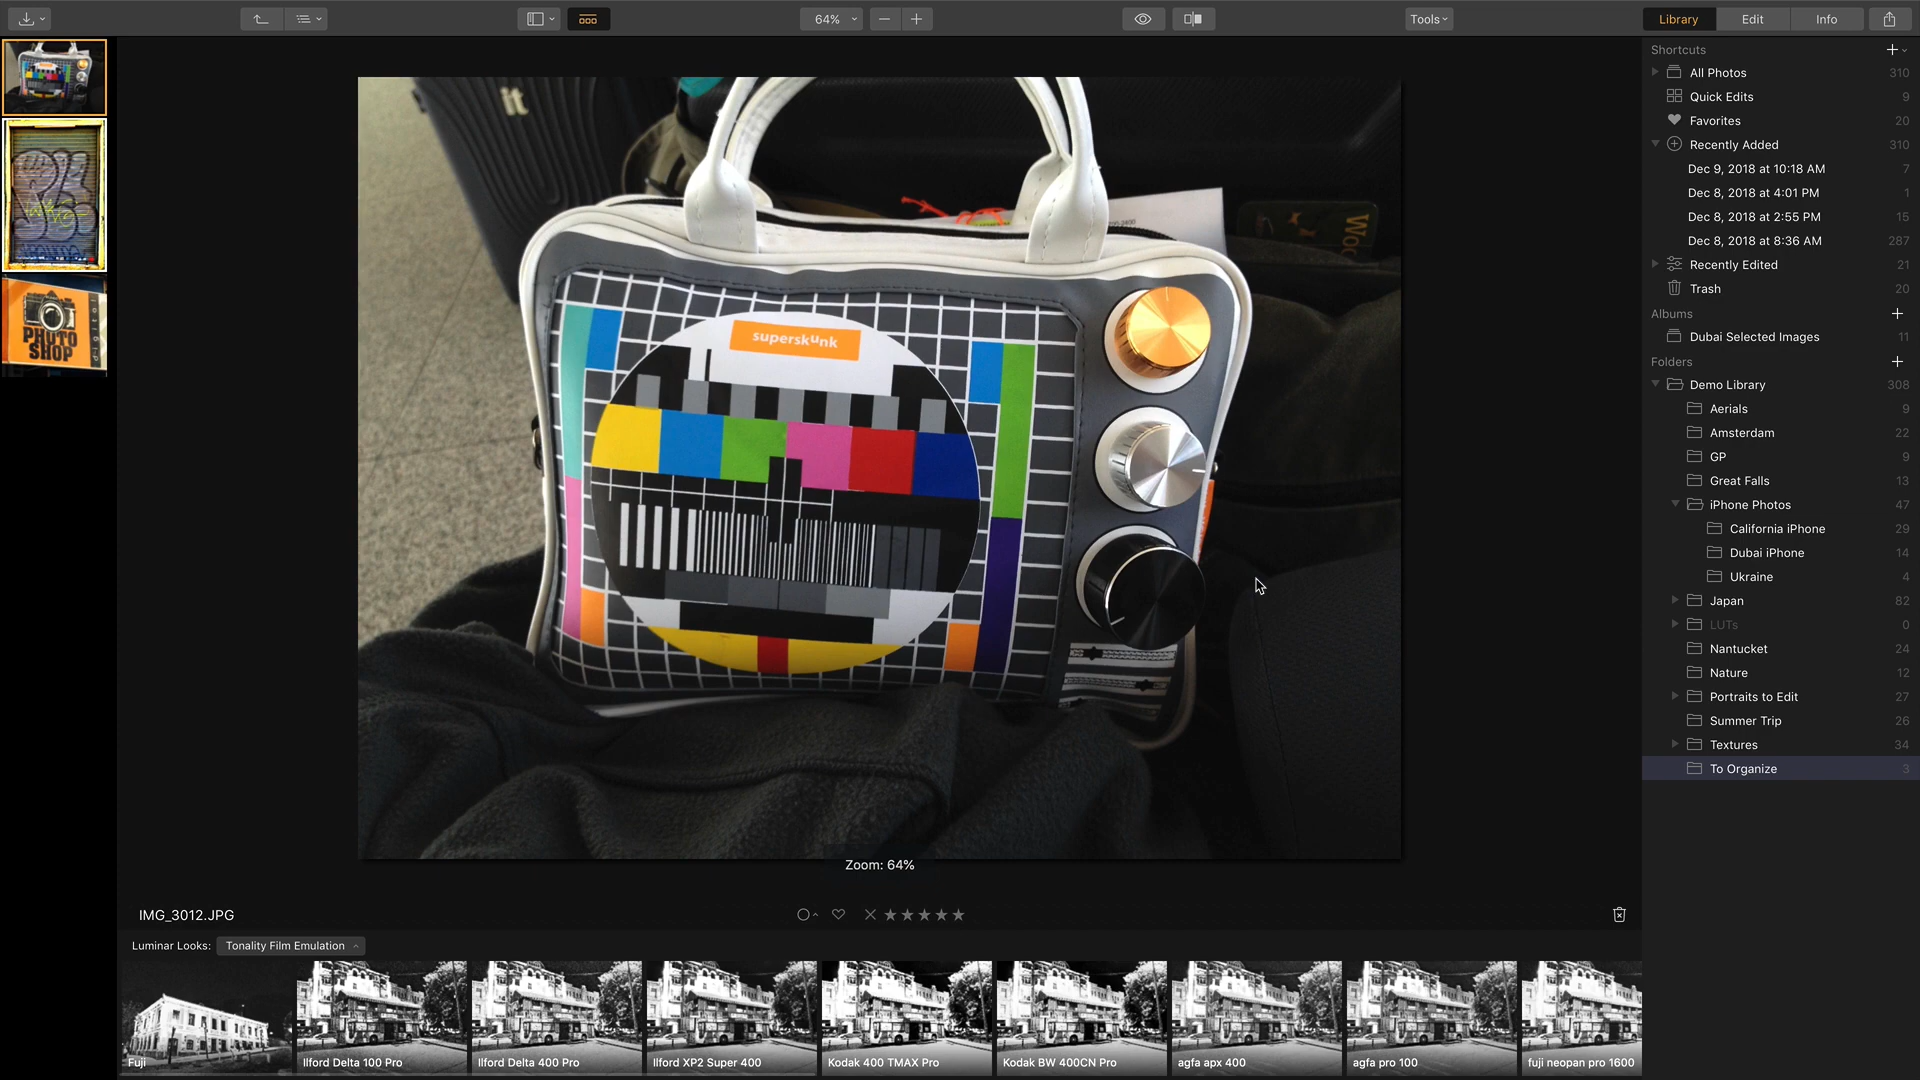 64%
Tools
Library
Edit
Info
Shortcuts
All Photos 310
Quick Edits 9
Favorites 20
Recently Added 310
Dec 9, 2018 at 10:18 AM 7
Dec 8, 2018 at 4:01 PM 1
Dec 8, 2018 at 2:55 PM 15
Dec 8, 2018 at 8:36 AM 287
Recently Edited 21
Trash 20
Albums
Dubai Selected Images 11
Folders
Demo Library 308
Aerials 9
Amsterdam 22
GP 9
Great Falls 13
iPhone Photos 47
California iPhone 29
Dubai iPhone 14
Ukraine 4
Japan 82
LUTs 0
Nantucket 24
Nature 12
Portraits to Edit 27
Summer Trip 26
Textures 34
To Organize 3
it
superskunk
PHOTO
SHOP
digital
Zoom: 64%
IMG_3012.JPG
Luminar Looks: Tonality Film Emulation
Fuji
Ilford Delta 100 Pro
Ilford Delta 400 Pro
Ilford XP2 Super 400
Kodak 400 TMAX Pro
Kodak BW 400CN Pro
agfa apx 400
agfa pro 100
fuji neopan pro 1600